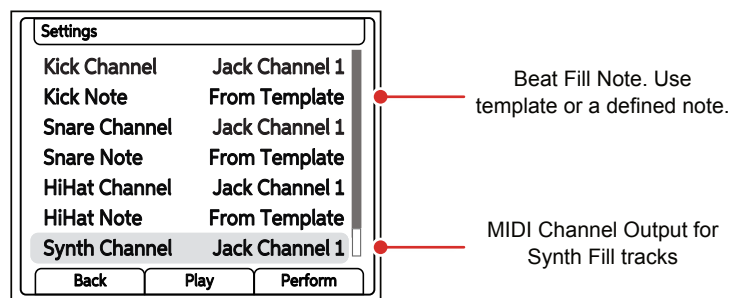 Settings
Kick Channel Jack Channel 1
Kick Note From Template
Snare Channel Jack Channel 1
Snare Note From Template
HiHat Channel Jack Channel 1
HiHat Note From Template
Synth Channel Jack Channel 1
Back Play Perform
Beat Fill Note. Use
template or a defined note.
MIDI Channel Output for
Synth Fill tracks